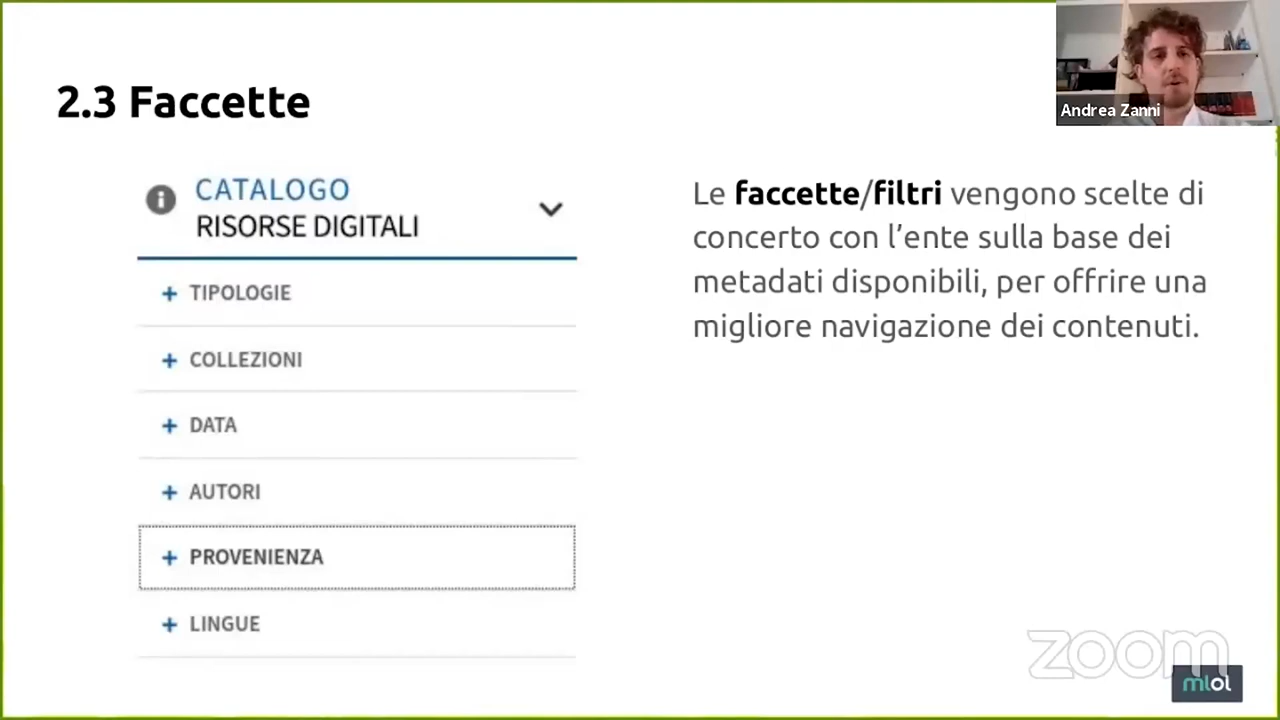 2.3 Faccette
Andrea Zanni
CATALOGO
RISORSE DIGITALI
+ TIPOLOGIE
+ COLLEZIONI
+ DATA
+ AUTORI
+ PROVENIENZA
+ LINGUE
Le faccette/filtri vengono scelte di
concerto con l’ente sulla base dei
metadati disponibili, per offrire una
migliore navigazione dei contenuti.
zoom
mlol